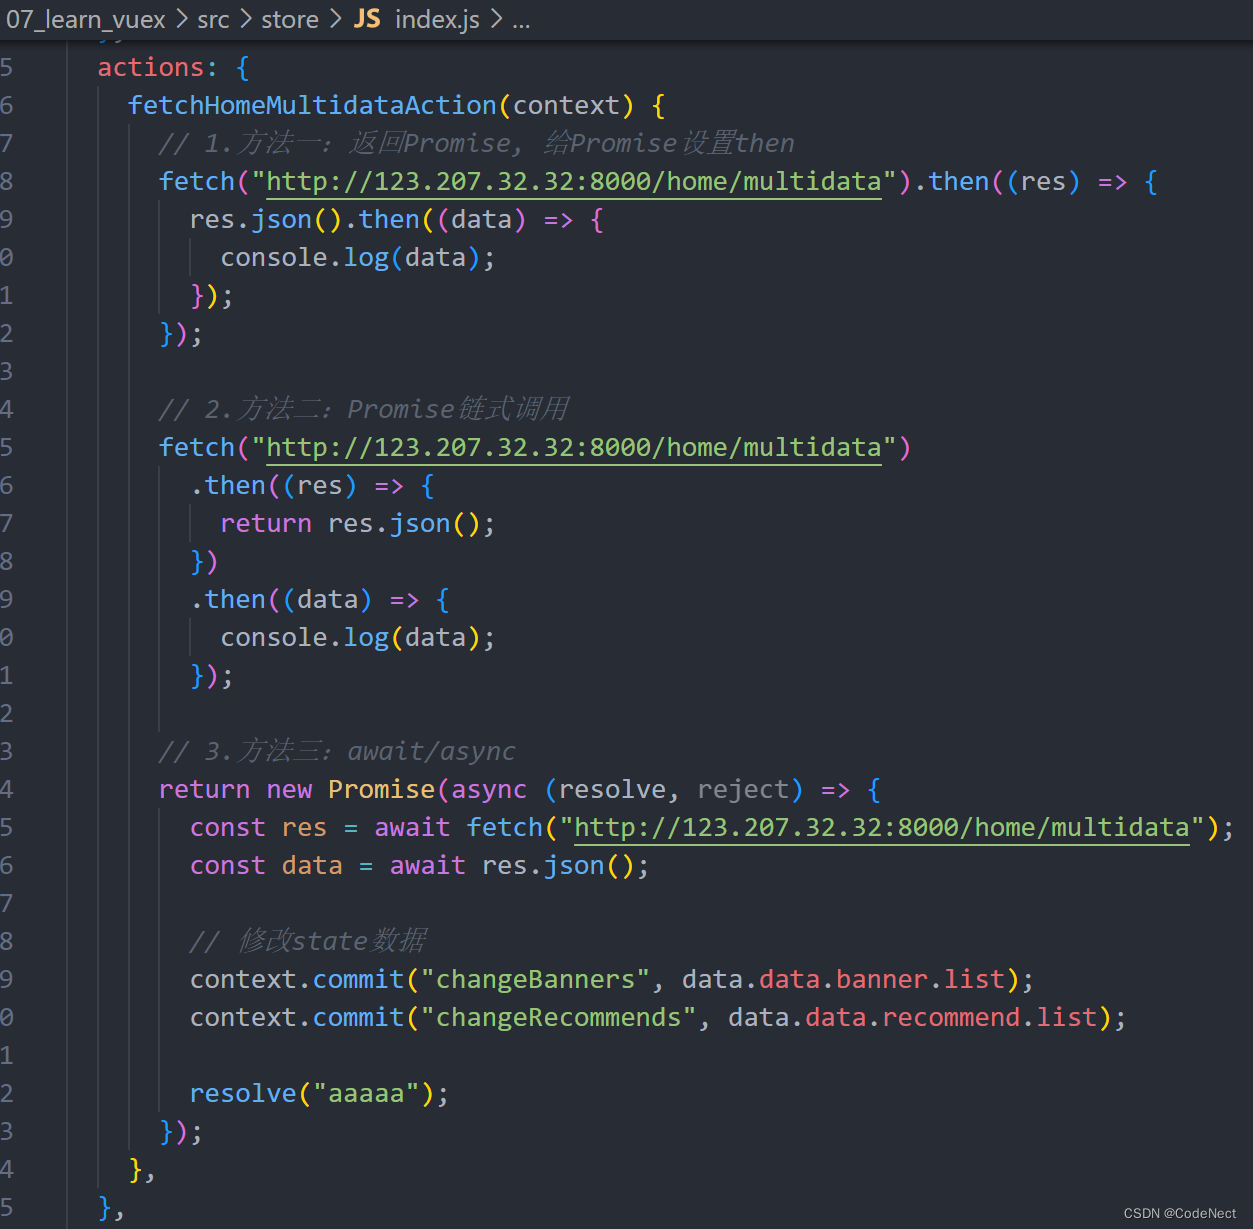 07_learn_vuex > src > store > JS index.js > ...
5 actions: {
6 fetchHomeMultidataAction(context) {
7 // 1.方法一：返回Promise, 给Promise设置then
8 fetch("http://123.207.32.32:8000/home/multidata").then((res) => {
9 res.json().then((data) => {
0 console.log(data);
1 });
2 });
3
4 // 2.方法二：Promise链式调用
5 fetch("http://123.207.32.32:8000/home/multidata")
6 .then((res) => {
7 return res.json();
8 })
9 .then((data) => {
0 console.log(data);
1 });
2
3 // 3.方法三：await/async
4 return new Promise(async (resolve, reject) => {
5 const res = await fetch("http://123.207.32.32:8000/home/multidata");
6 const data = await res.json();
7
8 // 修改state数据
9 context.commit("changeBanners", data.data.banner.list);
0 context.commit("changeRecommends", data.data.recommend.list);
1
2 resolve("aaaaa");
3 });
4 },
5 },
CSDN @CodeNect